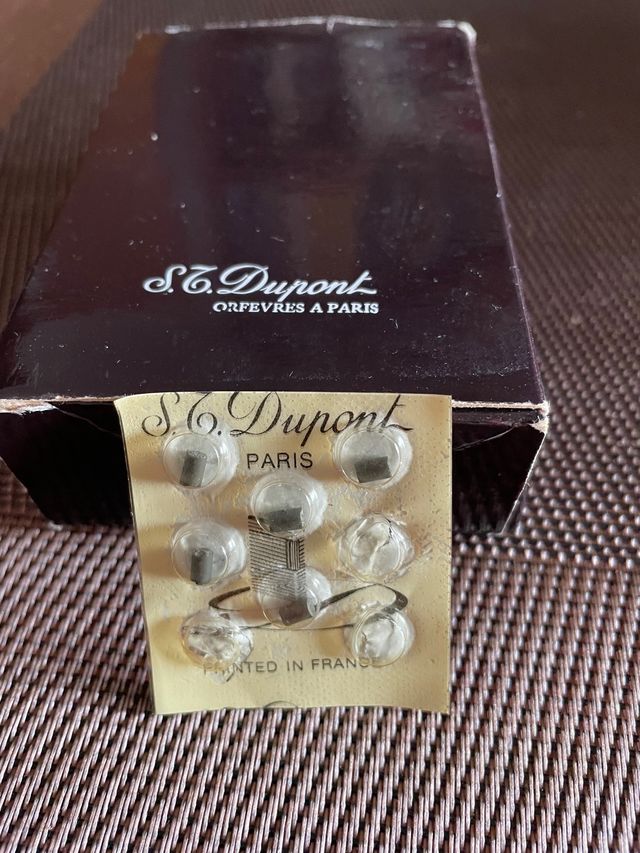 S.T. Dupont
ORFEVRES A PARIS
S.T. Dupont
PARIS
PRINTED IN FRANCE